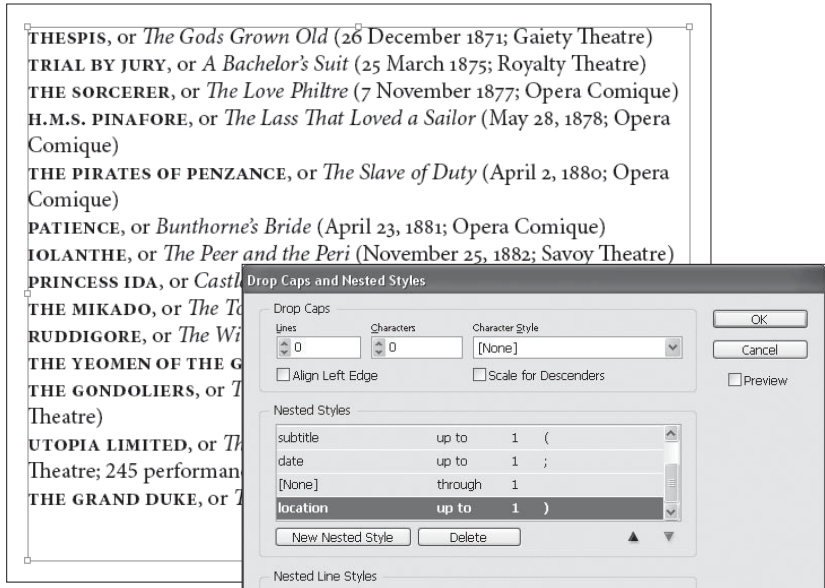 THESPIS, or The Gods Grown Old (26 December 1871; Gaiety Theatre)
TRIAL BY JURY, or A Bachelor's Suit (25 March 1875; Royalty Theatre)
THE SORCERER, or The Love Philtre (7 November 1877; Opera Comique)
H.M.S. PINAFORE, or The Lass That Loved a Sailor (May 28, 1878; Opera
Comique)
THE PIRATES OF PENZANCE, or The Slave of Duty (April 2, 1880; Opera
Comique)
PATIENCE, or Bunthorne's Bride (April 23, 1881; Opera Comique)
IOLANTHE, or The Peer and the Peri (November 25, 1882; Savoy Theatre)
PRINCESS IDA, or
THE MIKADO, or The
RUDDIGORE, or The
THE YEOMEN OF THE
THE GONDOLIERS, or
Theatre)
UTOPIA LIMITED, or
Theatre; 245
THE GRAND DUKE, or
Drop Caps and Nested Styles
Drop Caps
Lines Characters Character Style
0 0 [None]
Align Left Edge Scale for Descenders
OK
Cancel
Preview
Nested Styles
subtitle up to 1 (
date up to 1 ;
[None] through 1
location up to 1 )
New Nested Style Delete
Nested Line Styles